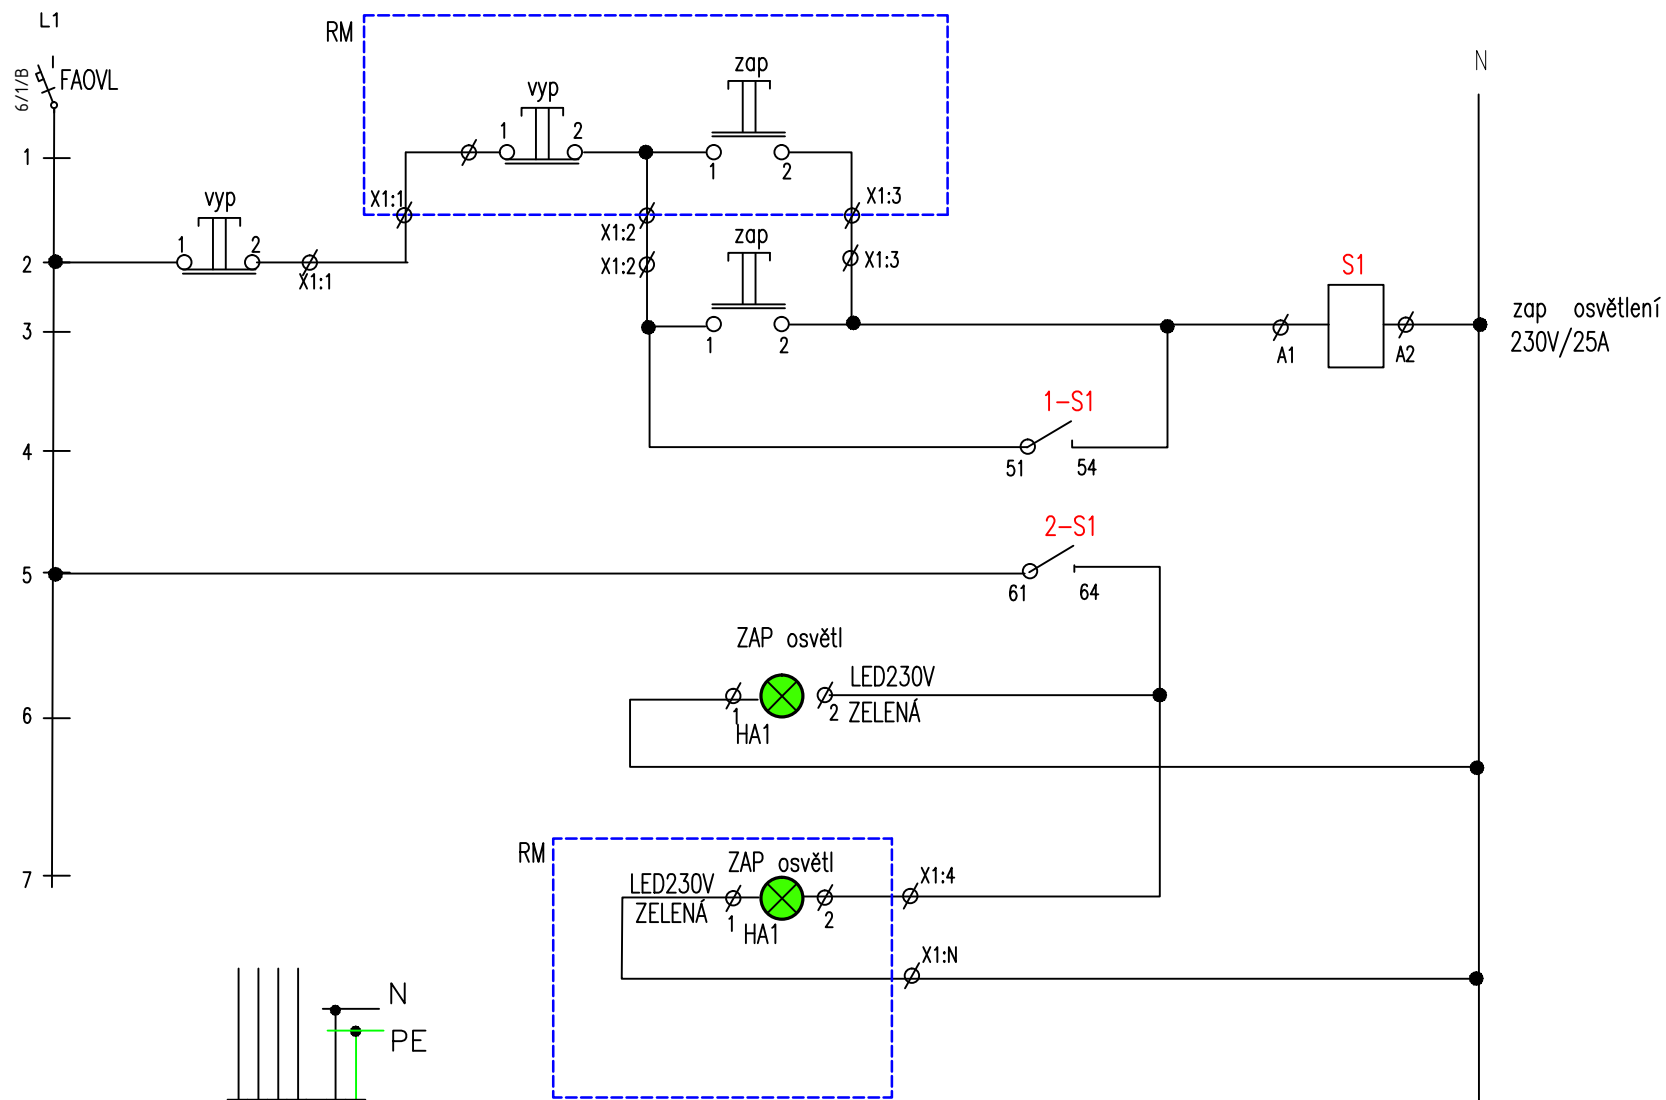 L1
RM
N
6/1/B
FAOVL
zap
vyp
1
2
1
1
2
vyp
X1:1
X1:3
X1:2
zap
1
2
2
X1:1
X1:2
X1:3
S1
zap osvětlení
230V/25A
3
1
2
A1
A2
1-S1
4
51
54
2-S1
5
61
64
ZAP osvětl
LED230V
1
2
ZELENÁ
6
HA1
RM
ZAP osvětl
7
LED230V
X1:4
ZELENÁ
1
2
HA1
X1:N
N
PE